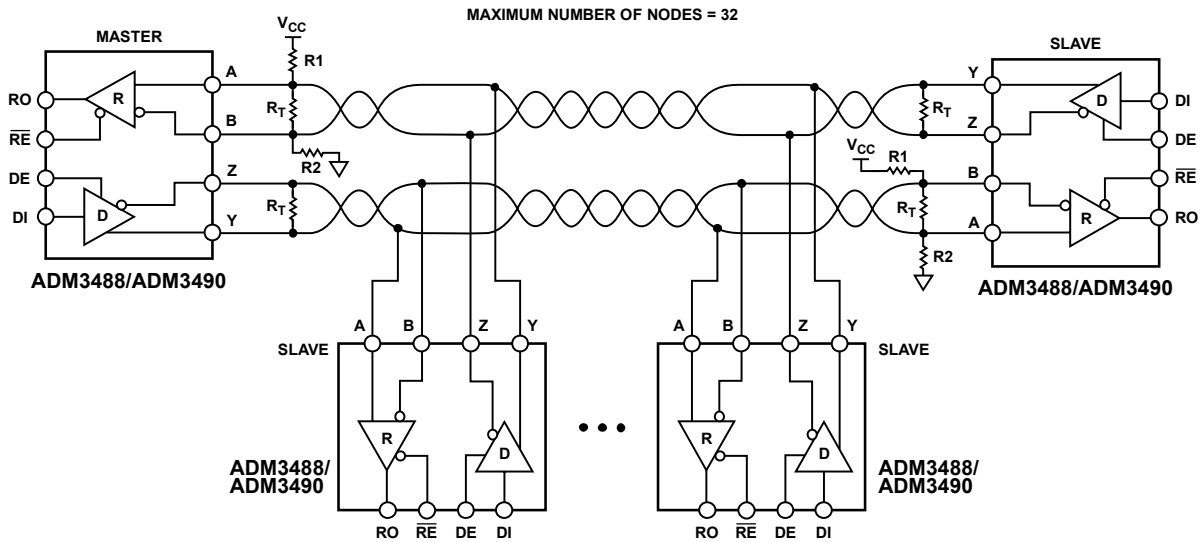 MAXIMUM NUMBER OF NODES = 32
MASTER
VCC
R1
A
RO
R
RT
RE
B
R2
DE
Z
DI
D
RT
Y
ADM3488/ADM3490
SLAVE
Y
RT
D
DI
Z
DE
VCC
R1
B
RE
RT
R
RO
A
R2
ADM3488/ADM3490
A
B
Z
Y
SLAVE
R
D
ADM3488/
ADM3490
RO
RE
DE
DI
• • •
A
B
Z
Y
SLAVE
R
D
ADM3488/
ADM3490
RO
RE
DE
DI